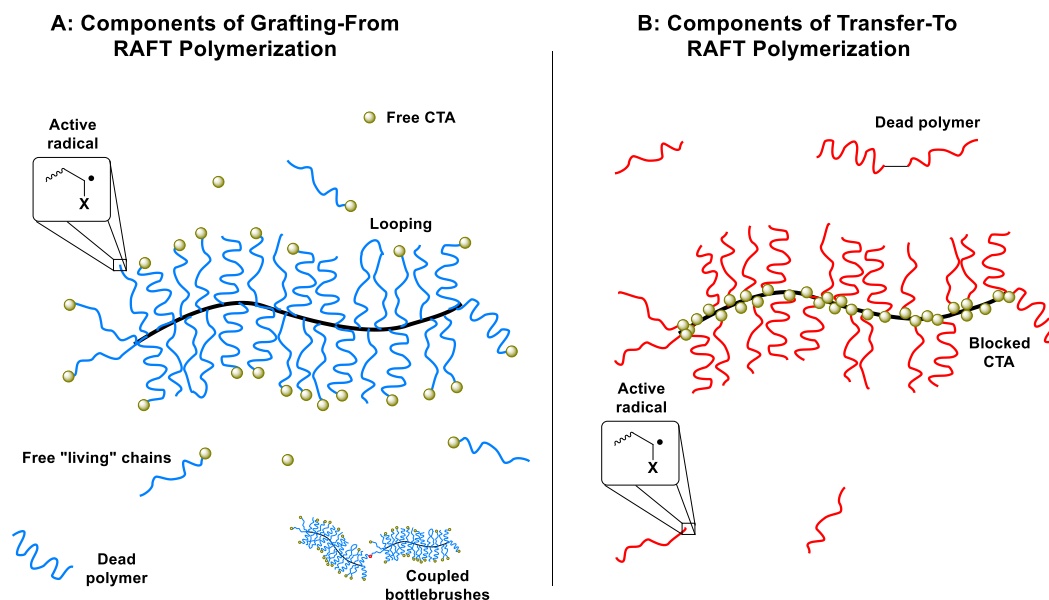 A: Components of Grafting-From
RAFT Polymerization
Free CTA
Active
radical
X
Looping
Free "living" chains
Dead
polymer
Coupled
bottlebrushes
B: Components of Transfer-To
RAFT Polymerization
Dead polymer
Blocked
CTA
Active
radical
X